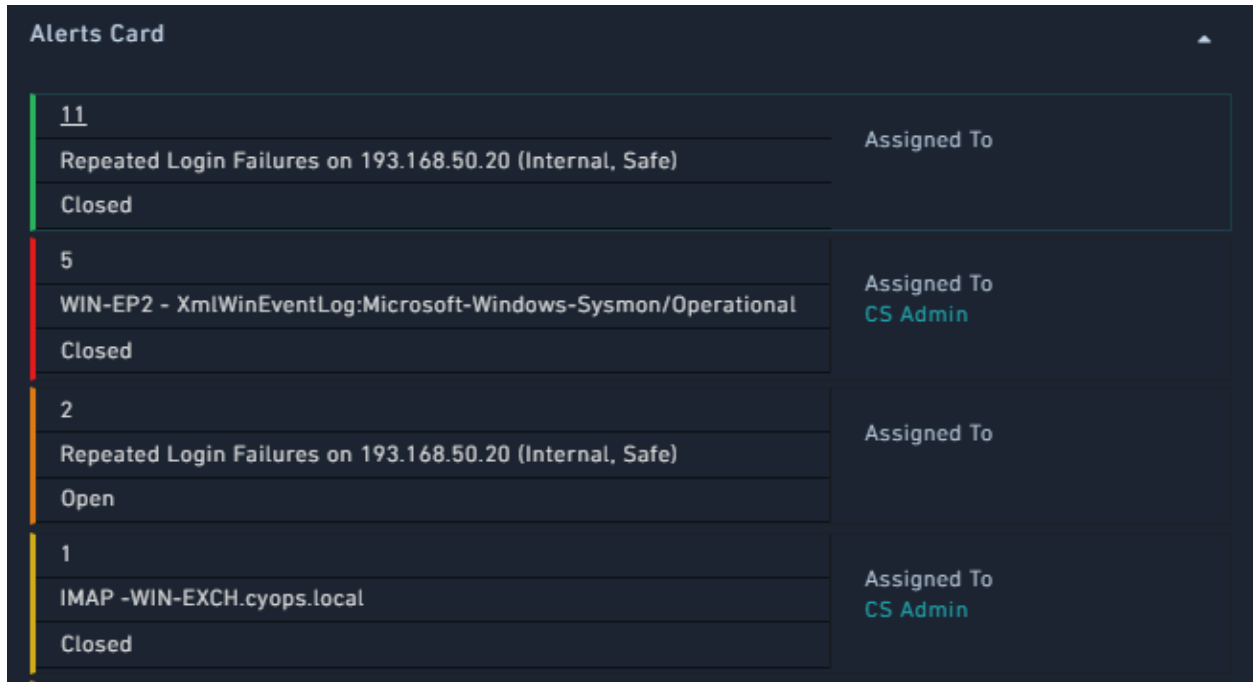 Alerts Card
11
Repeated Login Failures on 193.168.50.20 (Internal, Safe)
Closed
Assigned To
5
WIN-EP2 - XmlWinEventLog:Microsoft-Windows-Sysmon/Operational
Closed
Assigned To
CS Admin
2
Repeated Login Failures on 193.168.50.20 (Internal, Safe)
Open
Assigned To
1
IMAP -WIN-EXCH.cyops.local
Closed
Assigned To
CS Admin